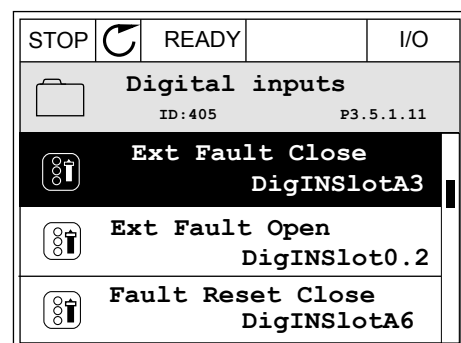 STOP READY I/O
Digital inputs
ID:405 P3.5.1.11
Ext Fault Close
DigINSlotA3
Ext Fault Open
DigINSlot0.2
Fault Reset Close
DigINSlotA6